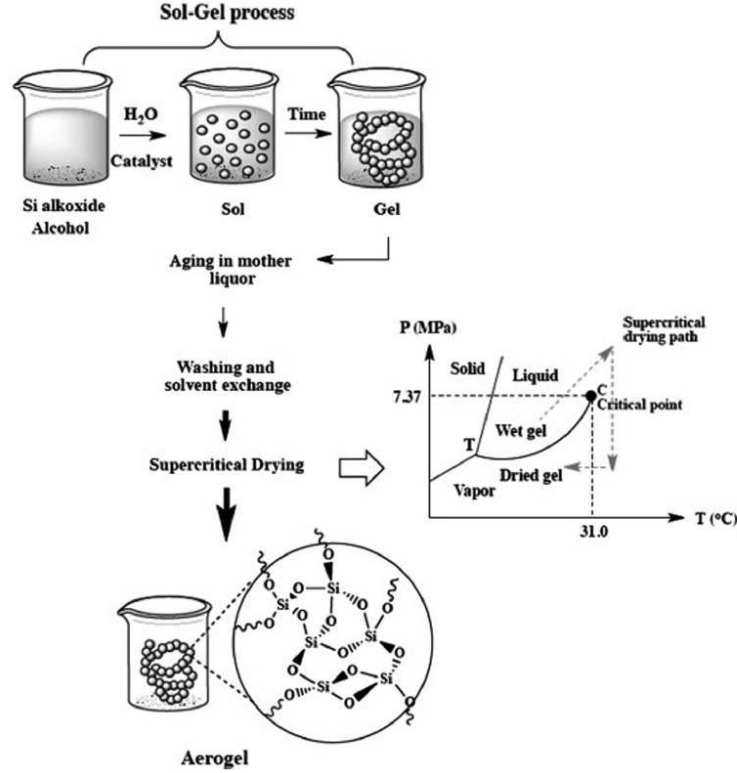 Sol-Gel process
H₂O
Catalyst
Time
Si alkoxide
Alcohol
Sol
Gel
Aging in mother
liquor
Washing and
solvent exchange
Supercritical Drying
P (MPa)
Supercritical
drying path
Solid
Liquid
7.37
C
Critical point
Wet gel
T
Dried gel
Vapor
T (°C)
31.0
O
O
O
Si
Si
O
O
O
O
O
Si
Si
O
O
O
O
Si
Si
O
O
O
Aerogel